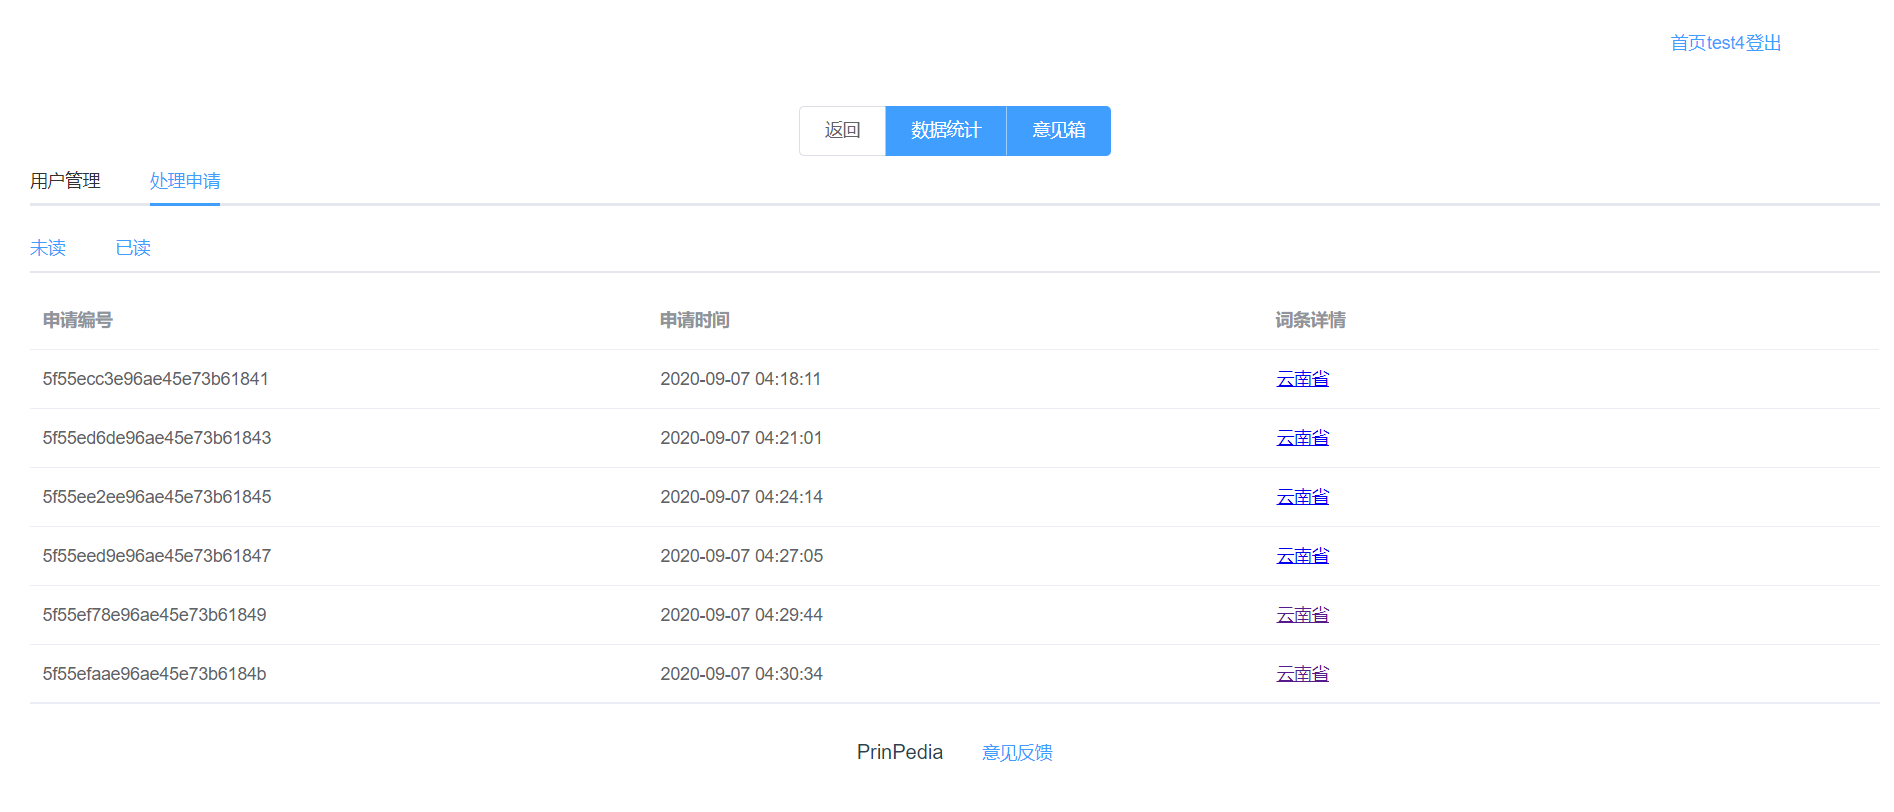 首页test4登出
返回 数据统计 意见箱
用户管理 处理申请
未读 已读
申请编号 申请时间 词条详情
5f55ecc3e96ae45e73b61841 2020-09-07 04:18:11 云南省
5f55ed6de96ae45e73b61843 2020-09-07 04:21:01 云南省
5f55ee2ee96ae45e73b61845 2020-09-07 04:24:14 云南省
5f55eed9e96ae45e73b61847 2020-09-07 04:27:05 云南省
5f55ef78e96ae45e73b61849 2020-09-07 04:29:44 云南省
5f55efaae96ae45e73b6184b 2020-09-07 04:30:34 云南省
PrinPedia 意见反馈